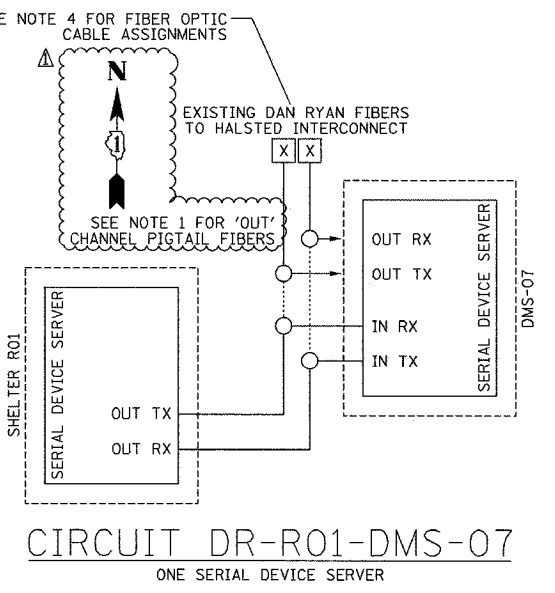 E NOTE 4 FOR FIBER OPTIC
CABLE ASSIGNMENTS
1
N
1
EXISTING DAN RYAN FIBERS
TO HALSTED INTERCONNECT
X X
SEE NOTE 1 FOR 'OUT'
CHANNEL PIGTAIL FIBERS
OUT RX
OUT TX
IN RX
IN TX
SERIAL DEVICE SERVER
DMS-07
SHELTER R01
SERIAL DEVICE SERVER
OUT TX
OUT RX
CIRCUIT DR-R01-DMS-07
ONE SERIAL DEVICE SERVER